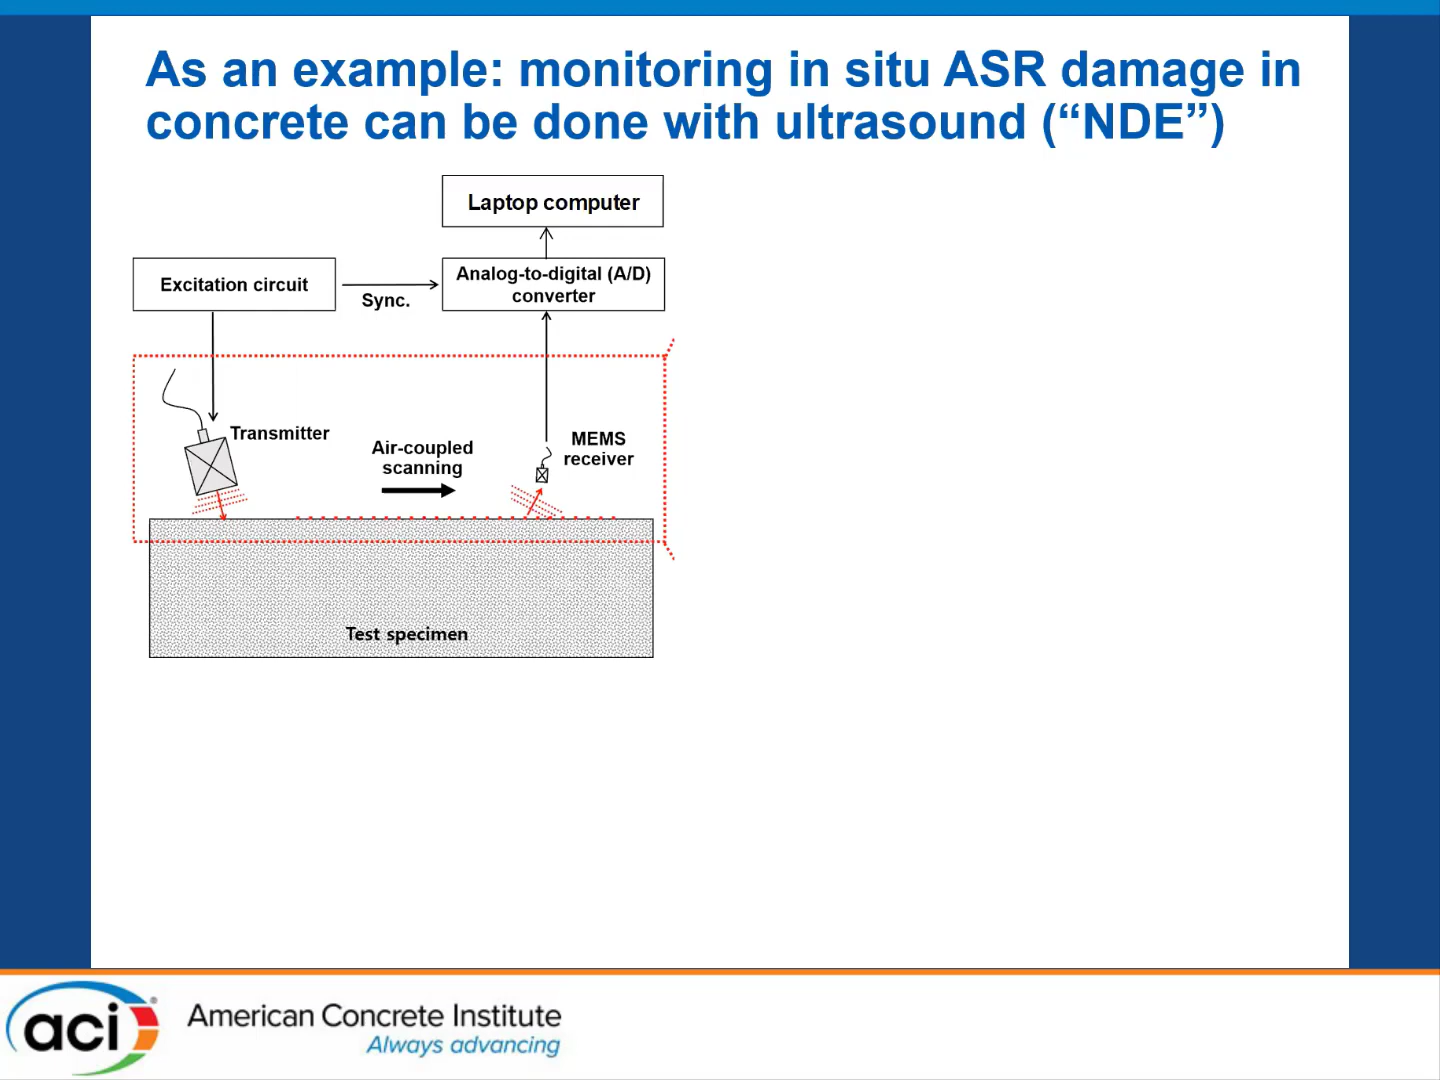 As an example: monitoring in situ ASR damage in
concrete can be done with ultrasound (“NDE”)
Laptop computer
Excitation circuit
Sync.
Analog-to-digital (A/D)
converter
Transmitter
Air-coupled
scanning
MEMS
receiver
Test specimen
aci®
American Concrete Institute
Always advancing